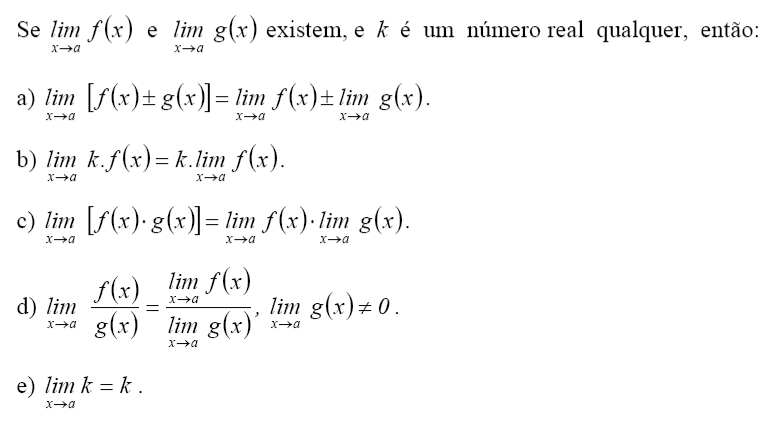 Se lim x→a f(x) e lim x→a g(x) existem, e k é um número real qualquer, então:
a) lim x→a [f(x)± g(x)]= lim x→a f(x)± lim x→a g(x).
b) lim x→a k.f(x)= k.lim x→a f(x).
c) lim x→a [f(x)· g(x)]= lim x→a f(x)· lim x→a g(x).
d) lim x→a f(x)/g(x) = lim x→a f(x)/lim x→a g(x), lim x→a g(x)≠ 0.
e) lim x→a k = k.